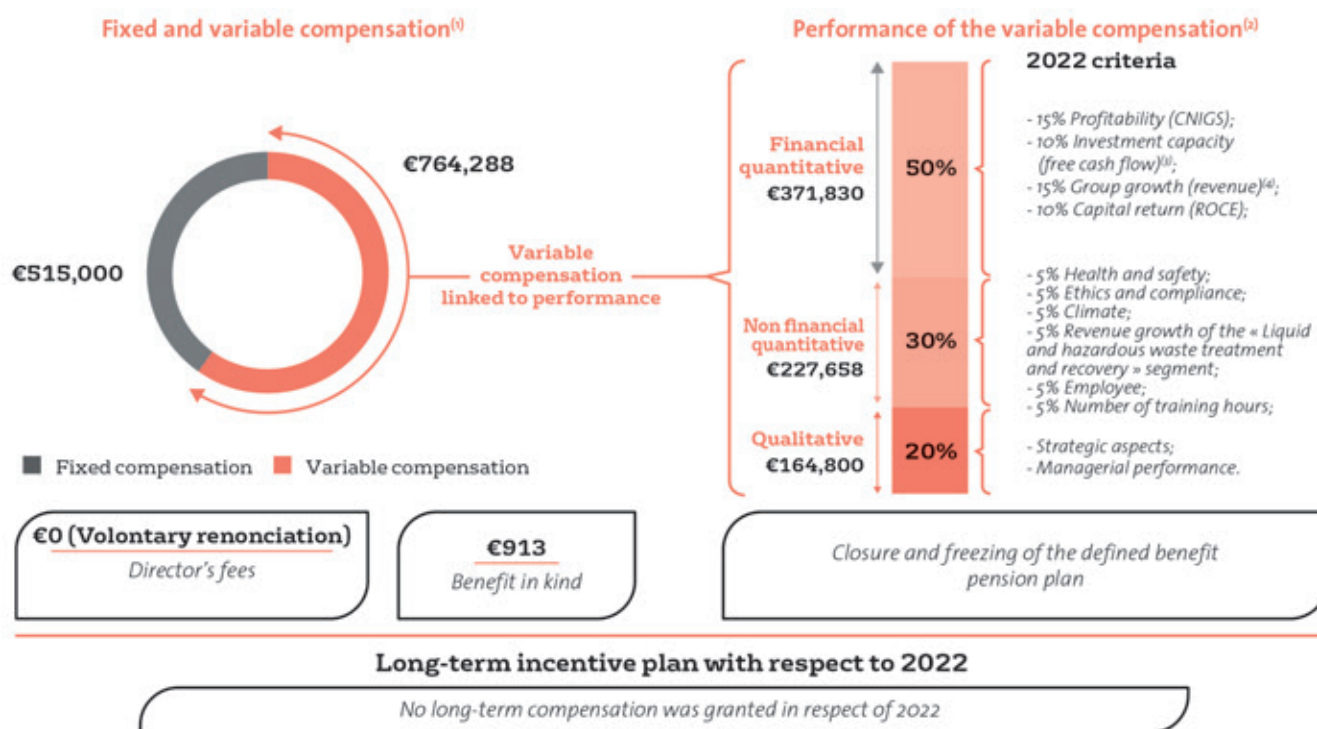 Fixed and variable compensation(1)
€764,288
€515,000
Variable
compensation
linked to performance
Fixed compensation
Variable compensation
Performance of the variable compensation(2)
2022 criteria
Financial
quantitative
€371,830
50%
- 15% Profitability (CNIGS);
- 10% Investment capacity
(free cash flow)(3);
- 15% Group growth (revenue)(4);
- 10% Capital return (ROCE);
Non financial
quantitative
€227,658
30%
- 5% Health and safety;
- 5% Ethics and compliance;
- 5% Climate;
- 5% Revenue growth of the « Liquid
and hazardous waste treatment
and recovery » segment;
- 5% Employee;
- 5% Number of training hours;
Qualitative
€164,800
20%
- Strategic aspects;
- Managerial performance.
€0 (Volontary renonciation)
Director's fees
€913
Benefit in kind
Closure and freezing of the defined benefit
pension plan
Long-term incentive plan with respect to 2022
No long-term compensation was granted in respect of 2022